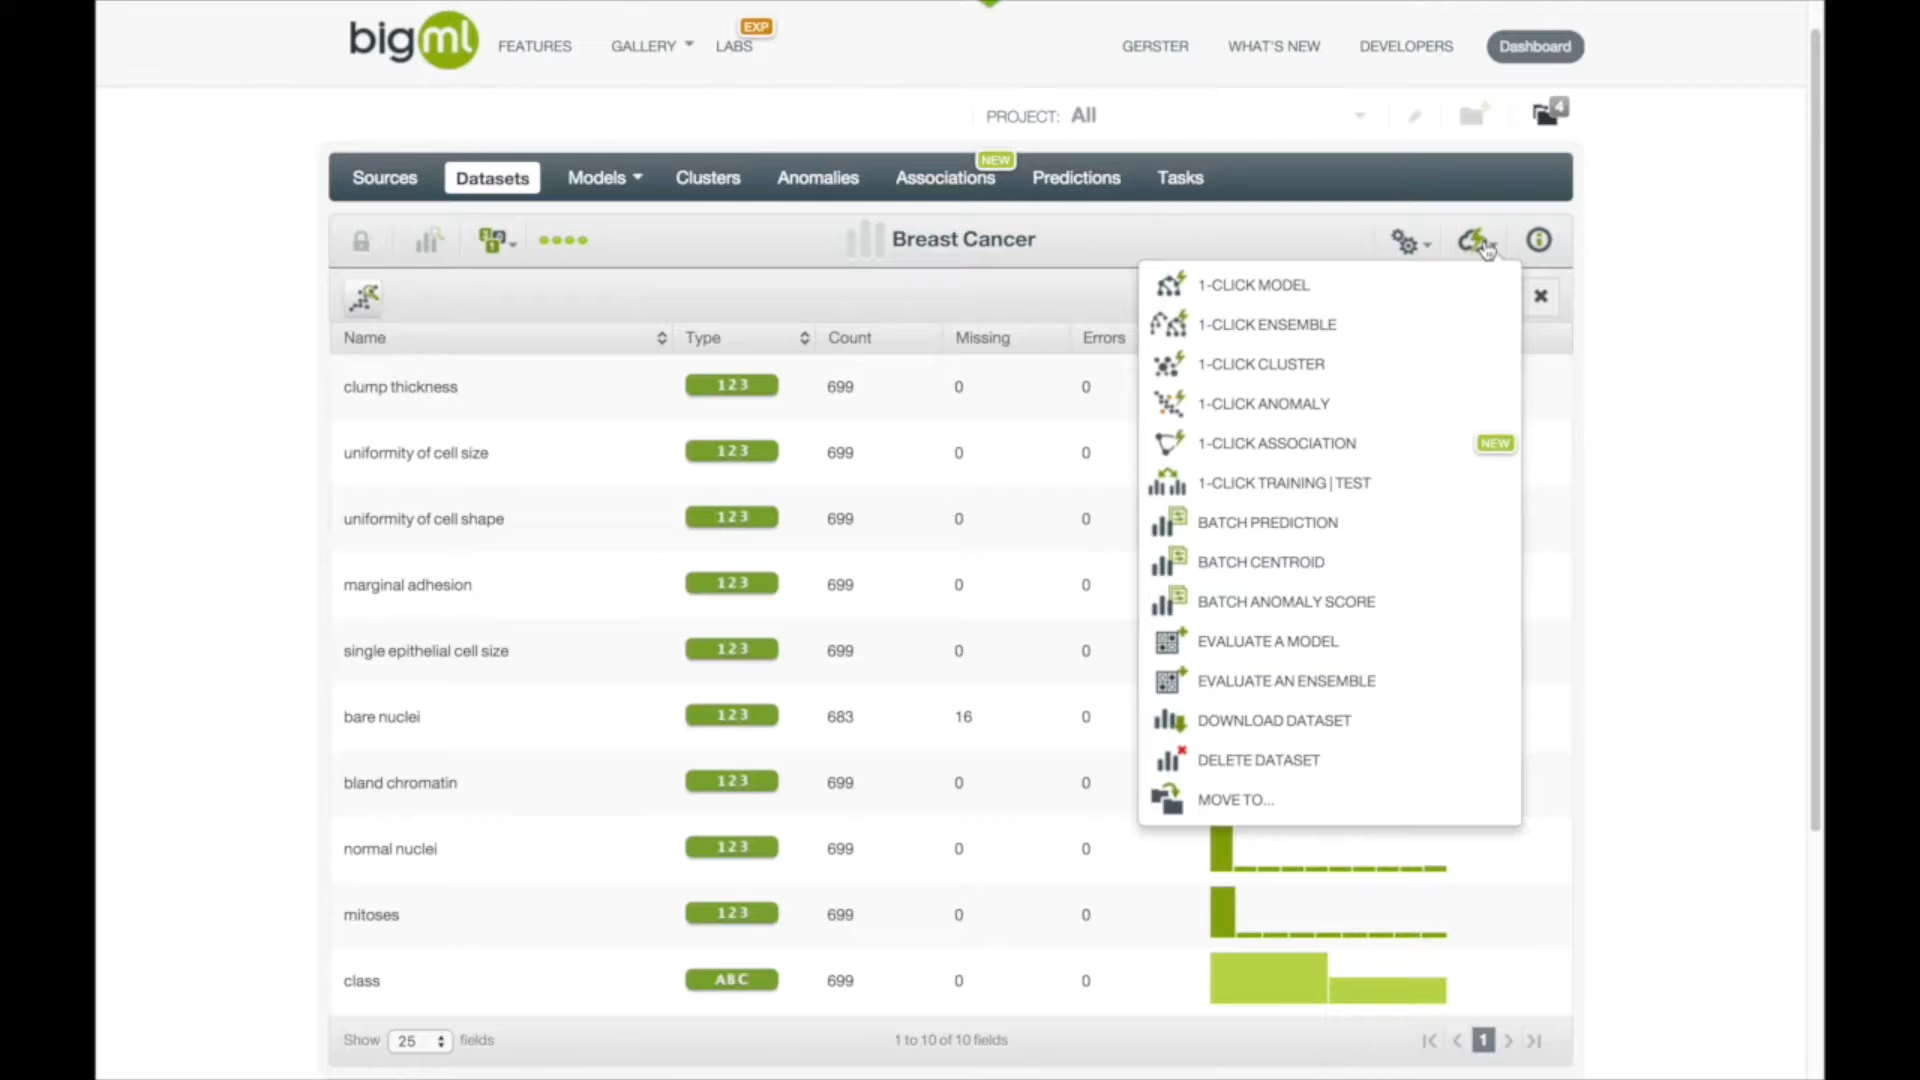 bigml
FEATURES
GALLERY
LABS
EXP
GERSTER
WHAT'S NEW
DEVELOPERS
Dashboard
PROJECT: All
4
Sources
Datasets
Models
Clusters
Anomalies
Associations
NEW
Predictions
Tasks
Breast Cancer
1-CLICK MODEL
1-CLICK ENSEMBLE
1-CLICK CLUSTER
1-CLICK ANOMALY
1-CLICK ASSOCIATION NEW
1-CLICK TRAINING | TEST
BATCH PREDICTION
BATCH CENTROID
BATCH ANOMALY SCORE
EVALUATE A MODEL
EVALUATE AN ENSEMBLE
DOWNLOAD DATASET
DELETE DATASET
MOVE TO...
Name Type Count Missing Errors
clump thickness 123 699 0 0
uniformity of cell size 123 699 0 0
uniformity of cell shape 123 699 0 0
marginal adhesion 123 699 0 0
single epithelial cell size 123 699 0 0
bare nuclei 123 683 16 0
bland chromatin 123 699 0 0
normal nuclei 123 699 0 0
mitoses 123 699 0 0
class ABC 699 0 0
Show 25 fields
1 to 10 of 10 fields
1